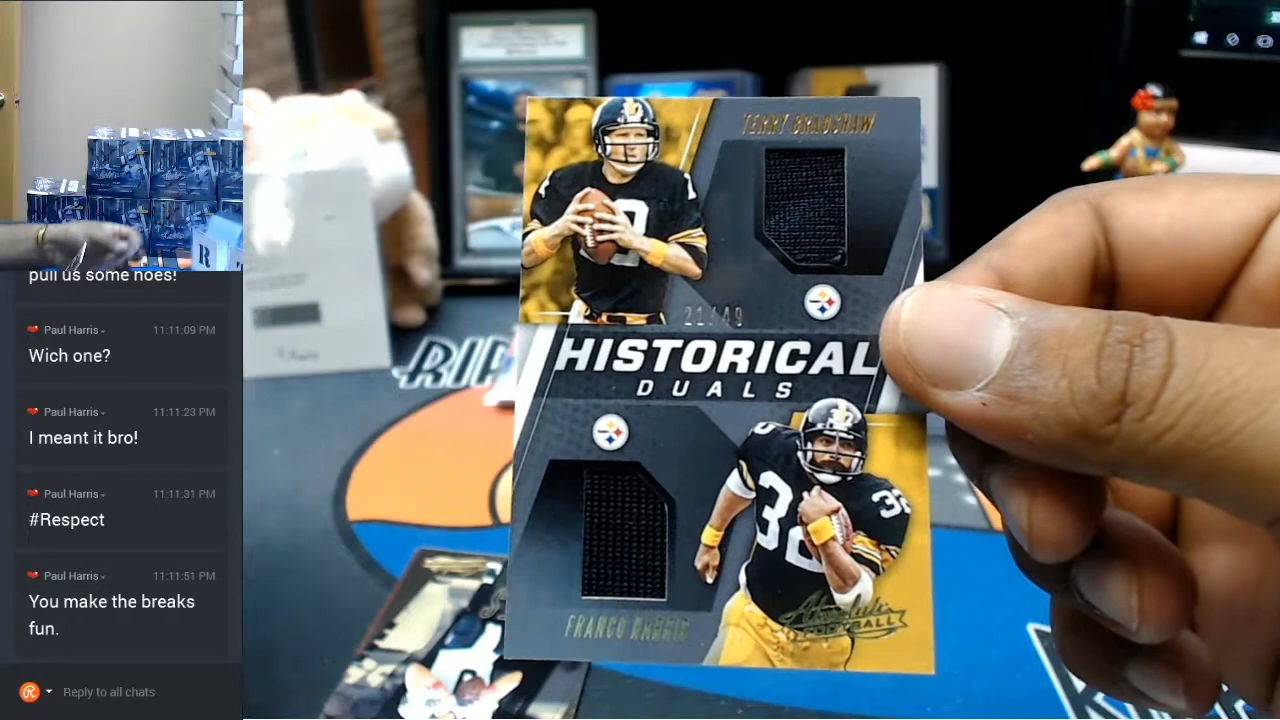 pull us some hoes!
Paul Harris
11:11:09 PM
Wich one?
Paul Harris
11:11:23 PM
I meant it bro!
Paul Harris
11:11:31 PM
#Respect
Paul Harris
11:11:51 PM
You make the breaks
fun.
Reply to all chats
R
TERRY BRADSHAW
21/49
HISTORICAL
DUALS
32
FRANCO HARRIS
Absolute
FOOTBALL
RIP